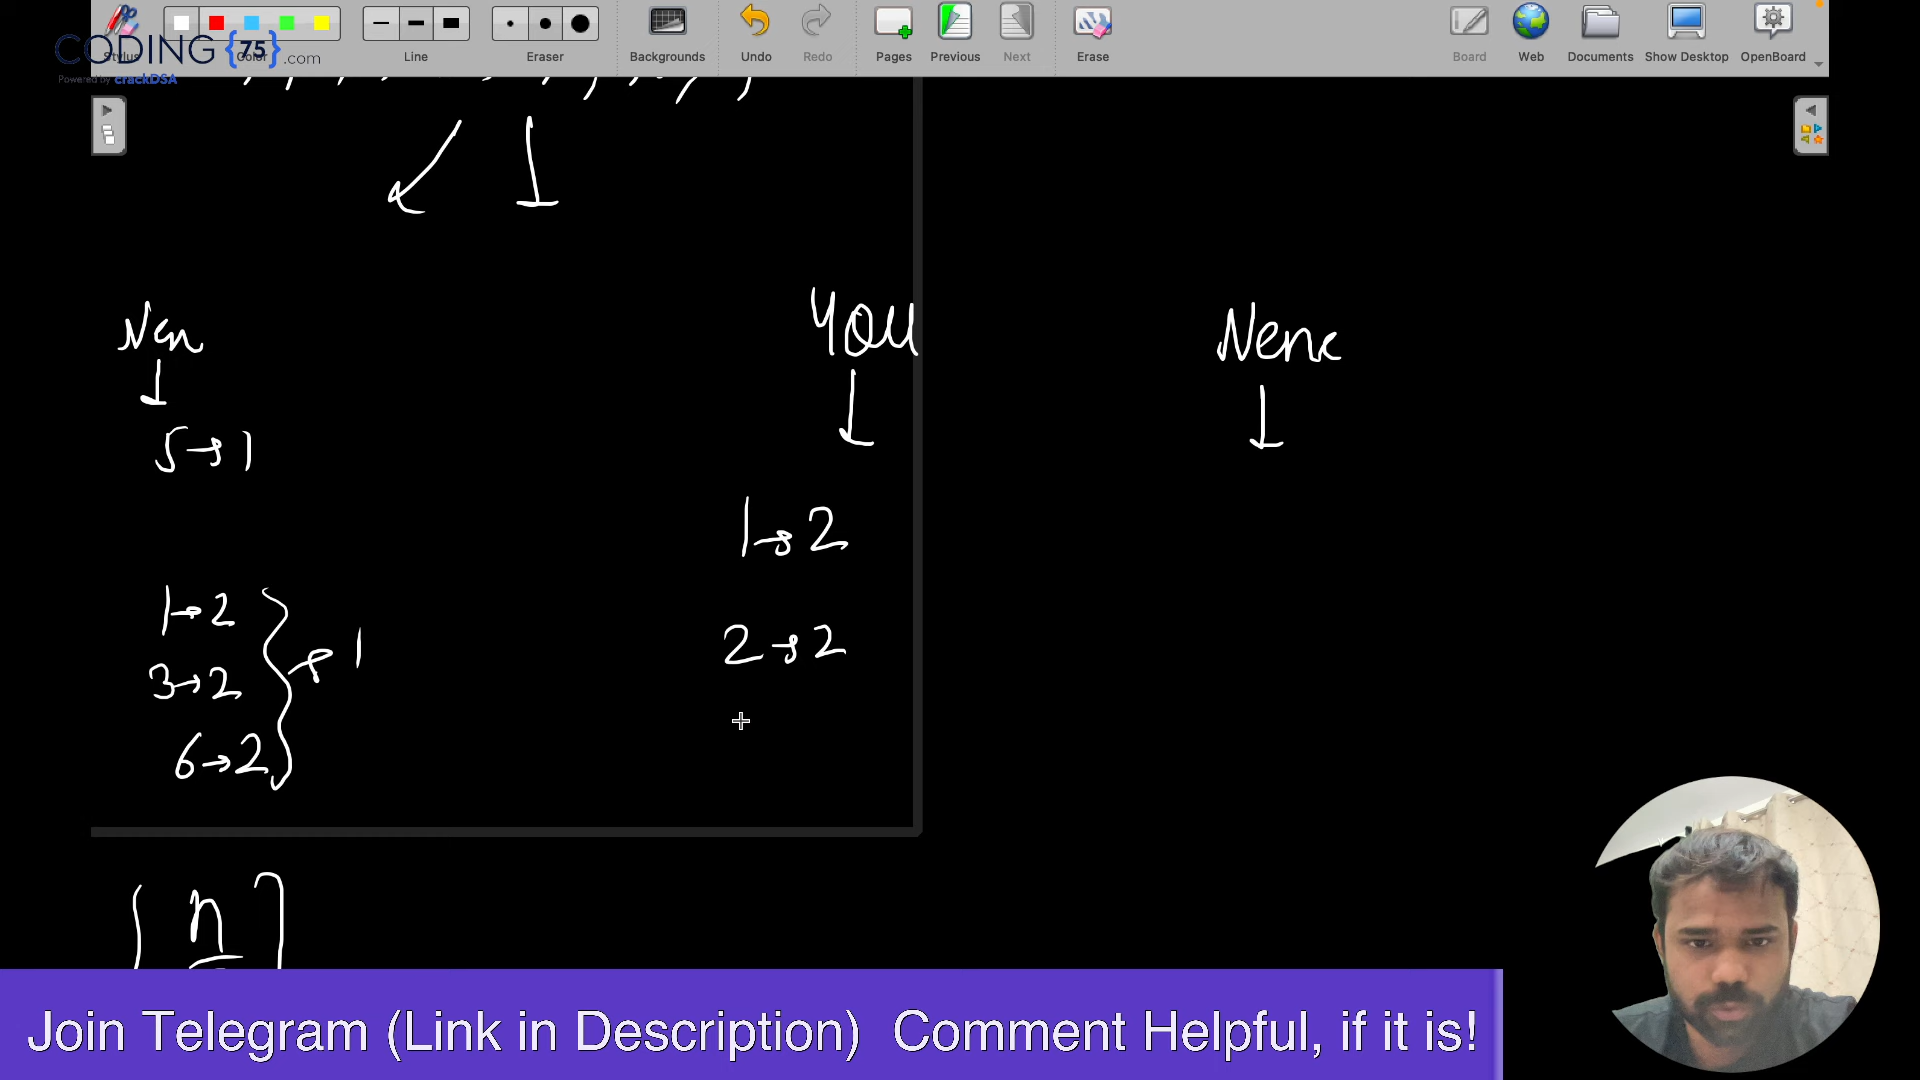 CODING {75} .com
Powered by crackDSA
Stylus
Color
Line
Eraser
Backgrounds
Undo
Redo
Pages
Previous
Next
Erase
Board
Web
Documents
Show Desktop
OpenBoard
YOU
5→1
1→2
1→2
2→2
3→2
→ 1
6→2
n
Join Telegram (Link in Description) Comment Helpful, if it is!